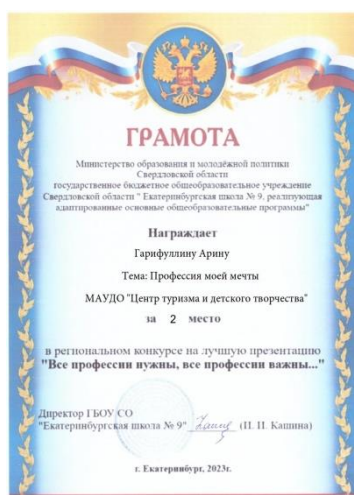 ГРАМОТА
Министерство образования и молодёжной политики
Свердловской области
государственное бюджетное общеобразовательное учреждение
Свердловской области " Екатеринбургская школа № 9, реализующая
адаптированные основные общеобразовательные программы"
Награждает
Гарифуллину Арину
Тема: Профессия моей мечты
МАУДО "Центр туризма и детского творчества"
за 2 место
в региональном конкурсе на лучшую презентацию
"Все профессии нужны, все профессии важны..."
Директор ГБОУ СО
"Екатеринбургская школа № 9" (И. И. Кашина)
г. Екатеринбург, 2023г.